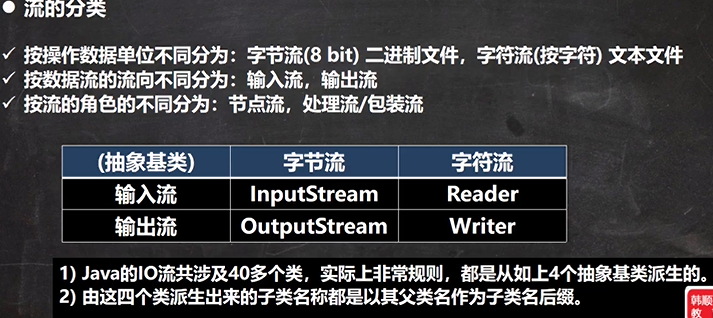 ● 流的分类
✓ 按操作数据单位不同分为：字节流(8 bit) 二进制文件，字符流(按字符) 文本文件
✓ 按数据流的流向不同分为：输入流，输出流
✓ 按流的角色的不同分为：节点流，处理流/包装流
(抽象基类) 字节流 字符流
输入流 InputStream Reader
输出流 OutputStream Writer
1) Java的IO流共涉及40多个类，实际上非常规则，都是从如上4个抽象基类派生的。
2) 由这四个类派生出来的子类名称都是以其父类名作为子类名后缀。
韩顺
教